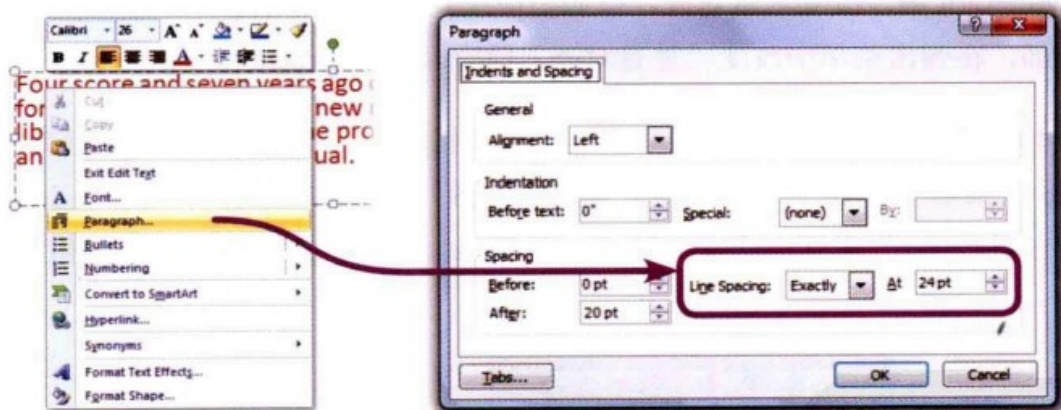 Calibri 26 A A
B I A
Four score and seven years ago
for new
lib e pro
an ual.
Cut
Copy
Paste
Exit Edit Text
A Font...
Paragraph...
Bullets
Numbering
Convert to SmartArt
Hyperlink...
Synonyms
Format Text Effects...
Format Shape...
Paragraph
Indents and Spacing
General
Alignment: Left
Indentation
Before text: 0" Special: (none) By:
Spacing
Before: 0 pt Line Spacing: Exactly At 24 pt
After: 20 pt
Tabs... OK Cancel